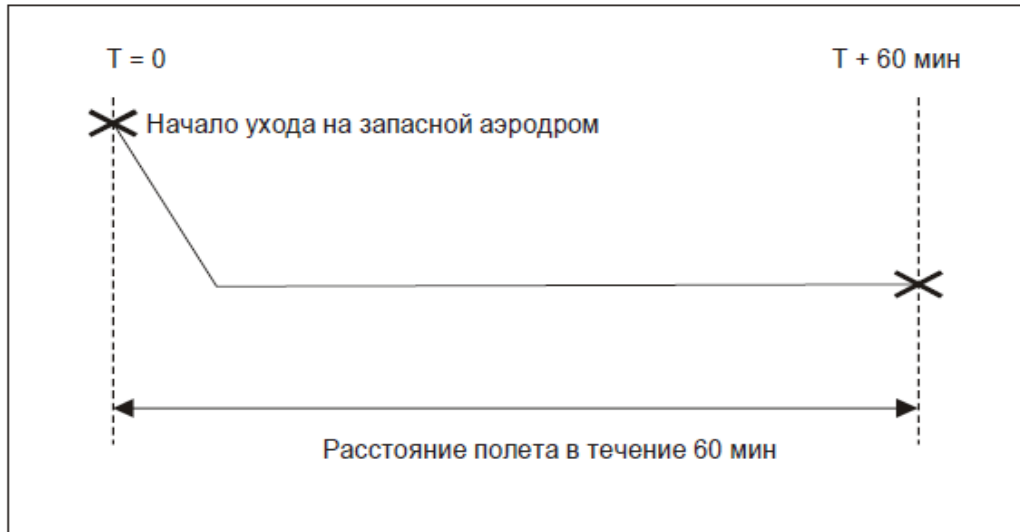 T = 0
T + 60 мин
Начало ухода на запасной аэродром
Расстояние полета в течение 60 мин